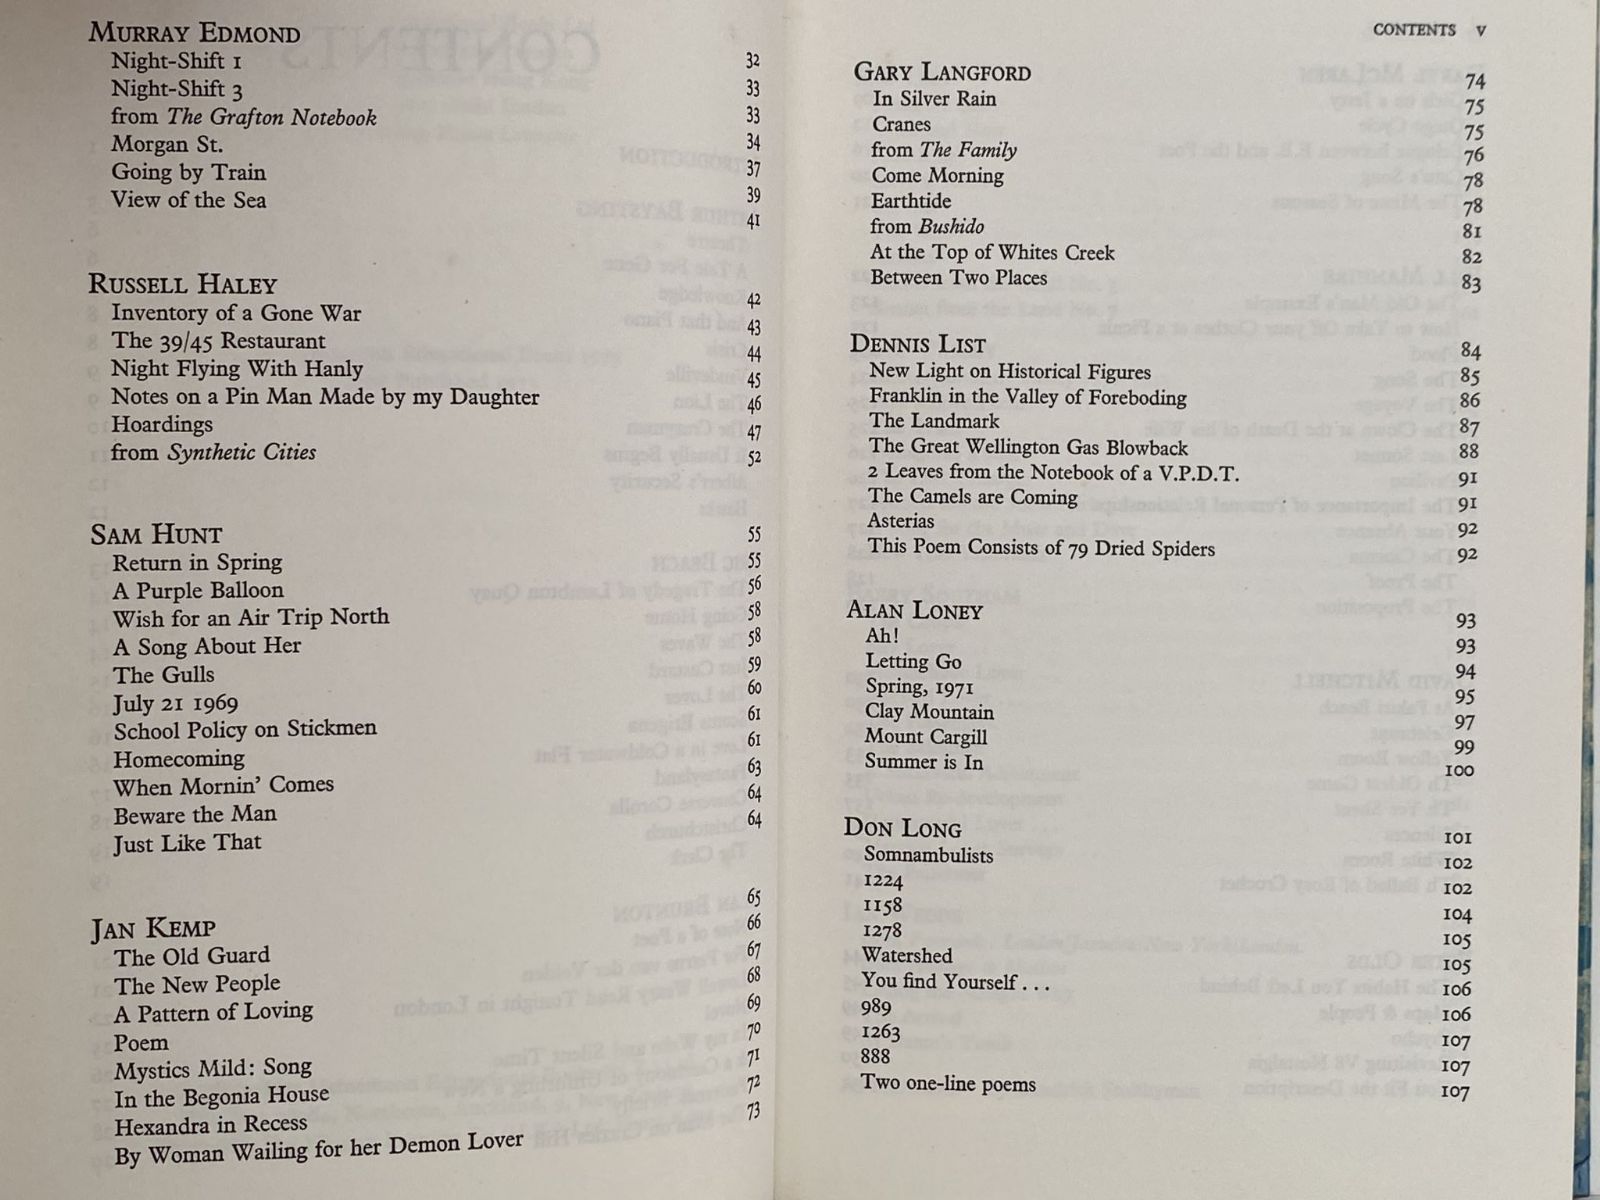 MURRAY EDMOND 32
Night-Shift 1 33
Night-Shift 3 33
from The Grafton Notebook 34
Morgan St. 37
Going by Train 39
View of the Sea 41
RUSSELL HALEY 42
Inventory of a Gone War 43
The 39/45 Restaurant 44
Night Flying With Hanly 45
Notes on a Pin Man Made by my Daughter 46
Hoardings 47
from Synthetic Cities 52
SAM HUNT 55
Return in Spring 55
A Purple Balloon 56
Wish for an Air Trip North 58
A Song About Her 58
The Gulls 59
July 21 1969 60
School Policy on Stickmen 61
Homecoming 61
When Mornin' Comes 63
Beware the Man 64
Just Like That 64
JAN KEMP 65
The Old Guard 66
The New People 67
A Pattern of Loving 68
Poem 69
Mystics Mild: Song 70
In the Begonia House 71
Hexandra in Recess 72
By Woman Wailing for her Demon Lover 73
CONTENTS v
GARY LANGFORD 74
In Silver Rain 75
Cranes 75
from The Family 76
Come Morning 78
Earthtide 78
from Bushido 81
At the Top of Whites Creek 82
Between Two Places 83
DENNIS LIST 84
New Light on Historical Figures 85
Franklin in the Valley of Foreboding 86
The Landmark 87
The Great Wellington Gas Blowback 88
2 Leaves from the Notebook of a V.P.D.T. 91
The Camels are Coming 91
Asterias 92
This Poem Consists of 79 Dried Spiders 92
ALAN LONEY 93
Ah! 93
Letting Go 94
Spring, 1971 95
Clay Mountain 97
Mount Cargill 99
Summer is In 100
DON LONG 101
Somnambulists 102
1224 102
1158 104
1278 105
Watershed 105
You find Yourself . . . 106
989 106
1263 107
888 107
Two one-line poems 107